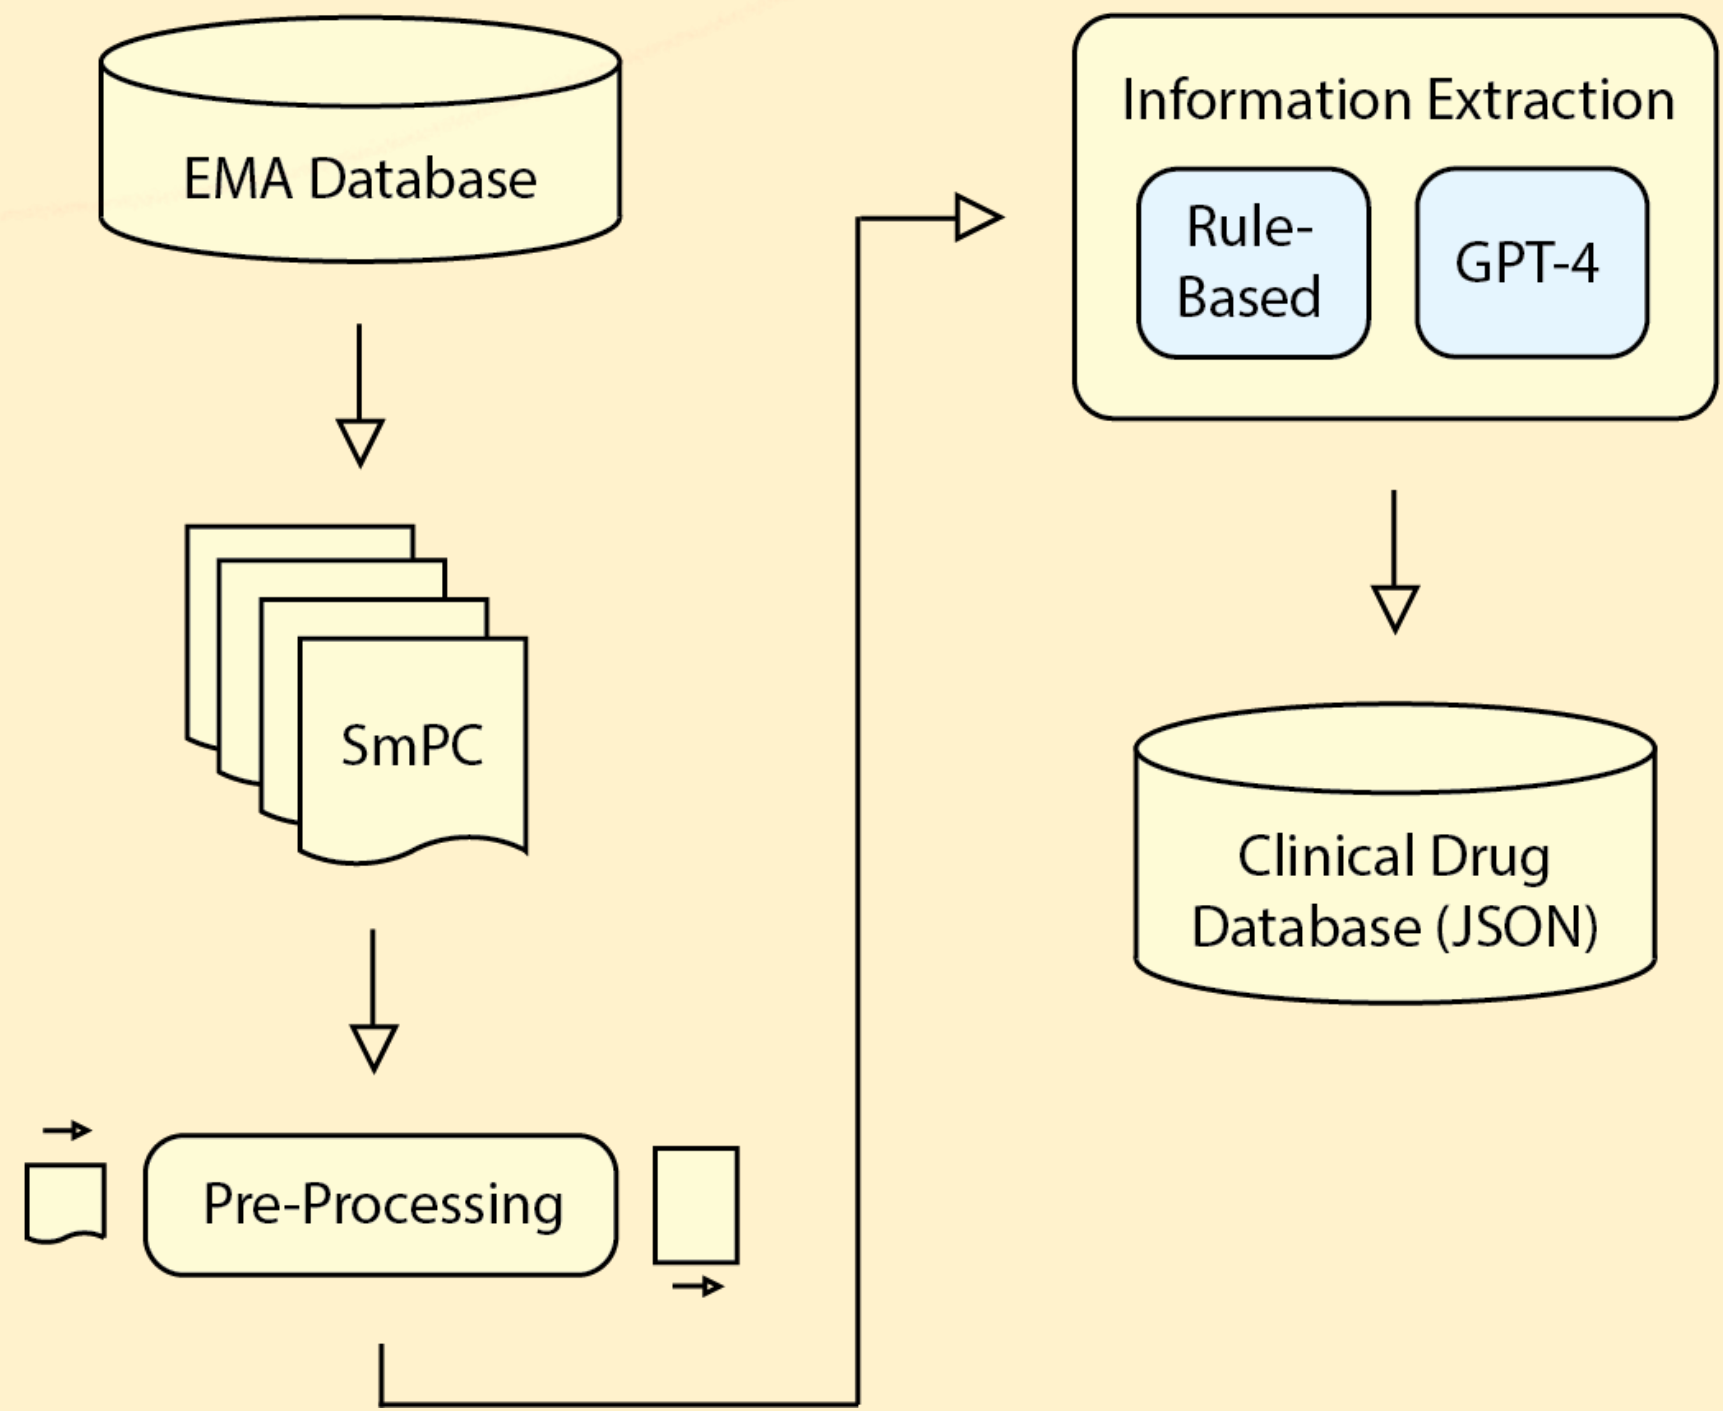 EMA Database
SmPC
Pre-Processing
Information Extraction
Rule-
Based
GPT-4
Clinical Drug
Database (JSON)